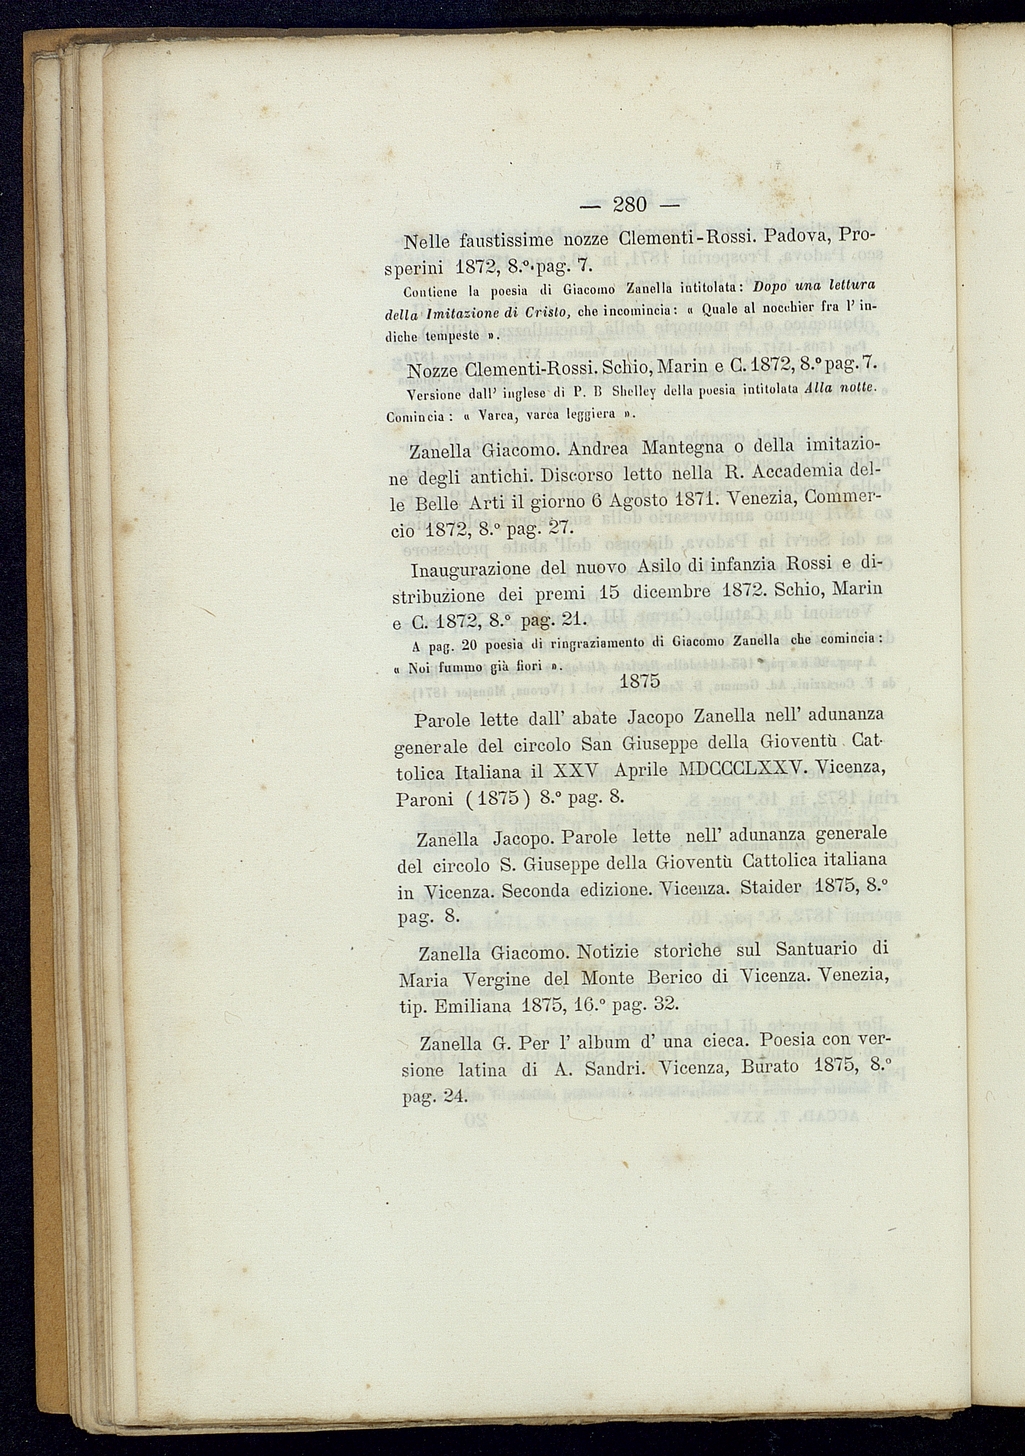 — 280 —
Nelle faustissime nozze Clementi-Rossi. Padova, Pro-
sperini 1872, 8.° pag. 7.
Contiene la poesia di Giacomo Zanella intitolata: Dopo una lettura
della Imitazione di Cristo, che incomincia: « Quale al nocchier fra l' in-
diche tempeste ».
Nozze Clementi-Rossi. Schio, Marin e C. 1872, 8.° pag. 7.
Versione dall' inglese di P. B Shelley della poesia intitolata Alla notte.
Comincia: « Varca, varca leggiera ».
Zanella Giacomo. Andrea Mantegna o della imitazio-
ne degli antichi. Discorso letto nella R. Accademia del-
le Belle Arti il giorno 6 Agosto 1871. Venezia, Commer-
cio 1872, 8.° pag. 27.
Inaugurazione del nuovo Asilo di infanzia Rossi e di-
stribuzione dei premi 15 dicembre 1872. Schio, Marin
e C. 1872, 8.° pag. 21.
A pag. 20 poesia di ringraziamento di Giacomo Zanella che comincia:
« Noi fummo già fiori ».
1875
Parole lette dall' abate Jacopo Zanella nell' adunanza
generale del circolo San Giuseppe della Gioventù Cat-
tolica Italiana il XXV Aprile MDCCCLXXV. Vicenza,
Paroni (1875) 8.° pag. 8.
Zanella Jacopo. Parole lette nell' adunanza generale
del circolo S. Giuseppe della Gioventù Cattolica italiana
in Vicenza. Seconda edizione. Vicenza. Staider 1875, 8.°
pag. 8.
Zanella Giacomo. Notizie storiche sul Santuario di
Maria Vergine del Monte Berico di Vicenza. Venezia,
tip. Emiliana 1875, 16.° pag. 32.
Zanella G. Per l' album d' una cieca. Poesia con ver-
sione latina di A. Sandri. Vicenza, Burato 1875, 8.°
pag. 24.